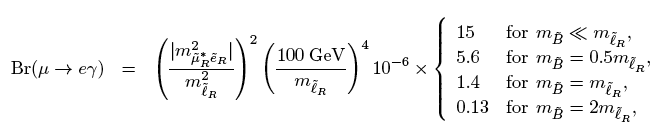 Br(μ → eγ) = ( |m²_{μ̃*_R ẽ_R}| / m²_{ℓ̃_R} )² ( 100 GeV / m_{ℓ̃_R} )⁴ 10⁻⁶ × {
15 for m_{B̃} ≪ m_{ℓ̃_R},
5.6 for m_{B̃} = 0.5m_{ℓ̃_R},
1.4 for m_{B̃} = m_{ℓ̃_R},
0.13 for m_{B̃} = 2m_{ℓ̃_R},